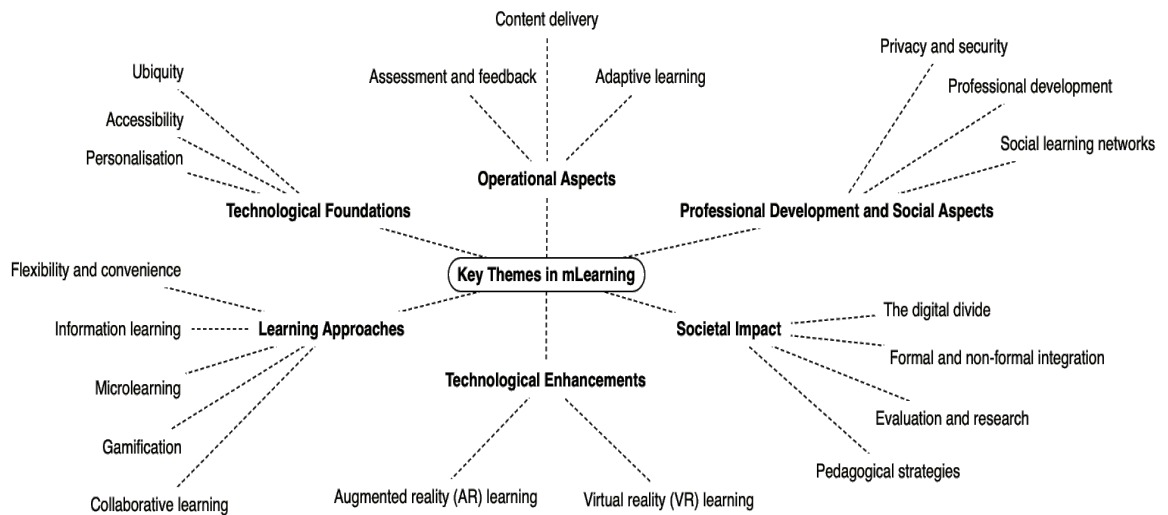 Content delivery
Privacy and security
Ubiquity
Assessment and feedback
Adaptive learning
Professional development
Accessibility
Social learning networks
Personalisation
Operational Aspects
Technological Foundations
Professional Development and Social Aspects
Flexibility and convenience
Key Themes in mLearning
The digital divide
Information learning
Learning Approaches
Societal Impact
Formal and non-formal integration
Technological Enhancements
Microlearning
Evaluation and research
Gamification
Pedagogical strategies
Collaborative learning
Augmented reality (AR) learning
Virtual reality (VR) learning